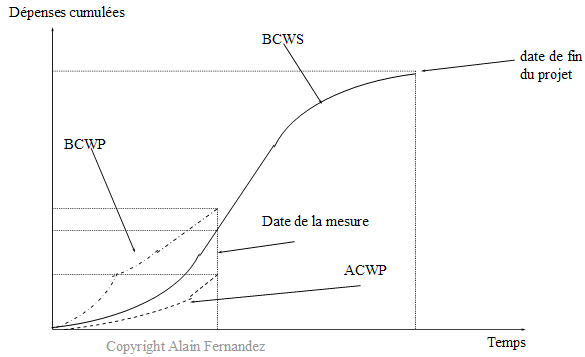 Dépenses cumulées
BCWS
date de fin
du projet
BCWP
Date de la mesure
ACWP
Temps
Copyright Alain Fernandez